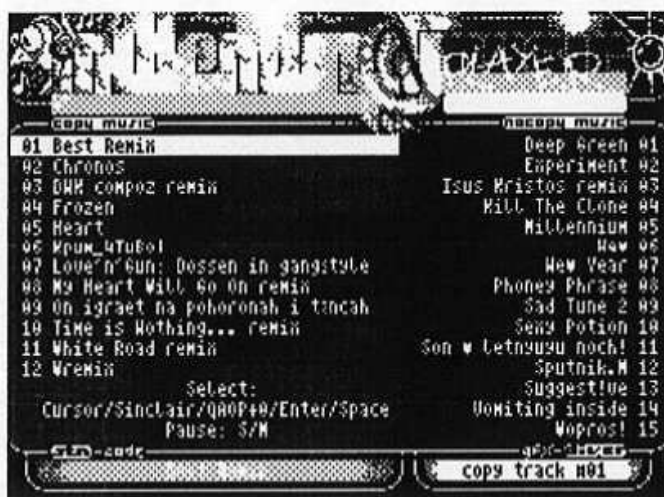 PLAYER
copy music
01 Best Remix
02 Chronos
03 DWM compoz remix
04 Frozen
05 Heart
06
07 Love'n'Gun: Dossen in gangstyle
08 My Heart Will Go On remix
09 On igraet na pohoronah i tancah
10 Time is Nothing... remix
11 White Road remix
12 Wremix
Select:
Cursor/Sinclair/QAOP+0/Enter/Space
Pause: S/M
nocopy music
Deep Green 01
Experiment 02
Isus Kristos remix 03
Kill The Clone 04
Millennium 05
New 06
New Year 07
Phoney Phrase 08
Sad Tune 2 09
Sexy Potion 10
Son w letnyuyu noch! 11
Sputnik.M 12
Suggest!ve 13
Vomiting inside 14
Wopros! 15
copy track #01